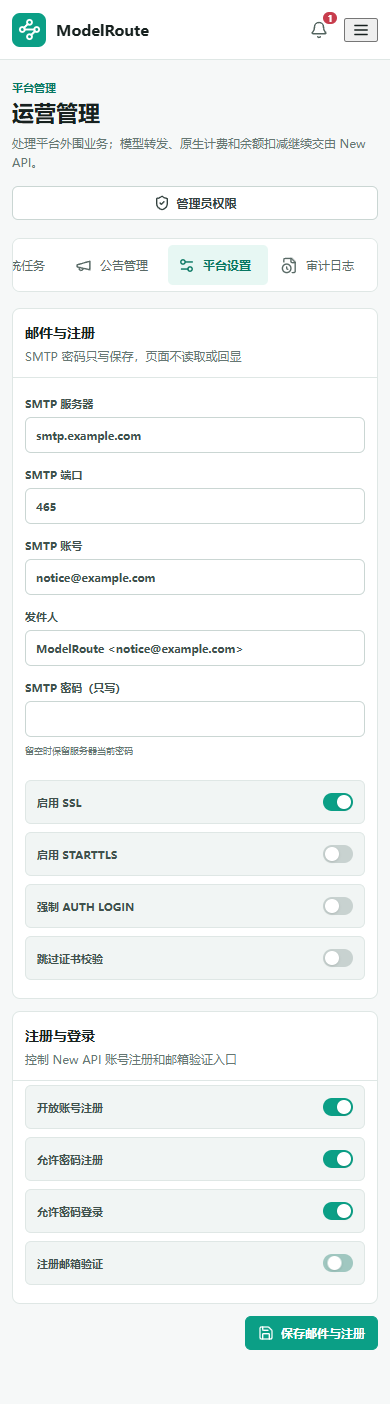 ModelRoute
1
平台管理
运营管理
处理平台外围业务；模型转发、原生计费和余额扣减继续交由 New
API。
管理员权限
统任务 公告管理 平台设置 审计日志
邮件与注册
SMTP 密码只写保存，页面不读取或回显
SMTP 服务器
smtp.example.com
SMTP 端口
465
SMTP 账号
notice@example.com
发件人
ModelRoute <notice@example.com>
SMTP 密码（只写）
留空时保留服务器当前密码
启用 SSL
启用 STARTTLS
强制 AUTH LOGIN
跳过证书校验
注册与登录
控制 New API 账号注册和邮箱验证入口
开放账号注册
允许密码注册
允许密码登录
注册邮箱验证
保存邮件与注册